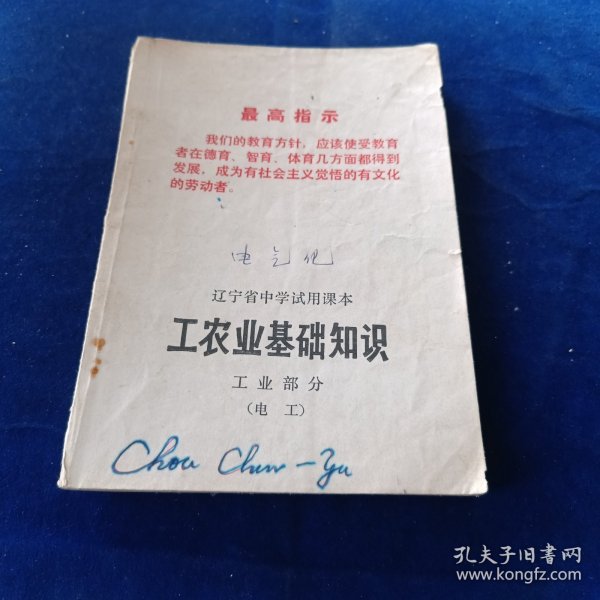 最高指示
我们的教育方针，应该使受教育
者在德育、智育、体育几方面都得到
发展，成为有社会主义觉悟的有文化
的劳动者。
电气化
辽宁省中学试用课本
工农业基础知识
工业部分
（电 工）
Chou Chun-Yu
孔夫子旧书网
www.kongfz.com